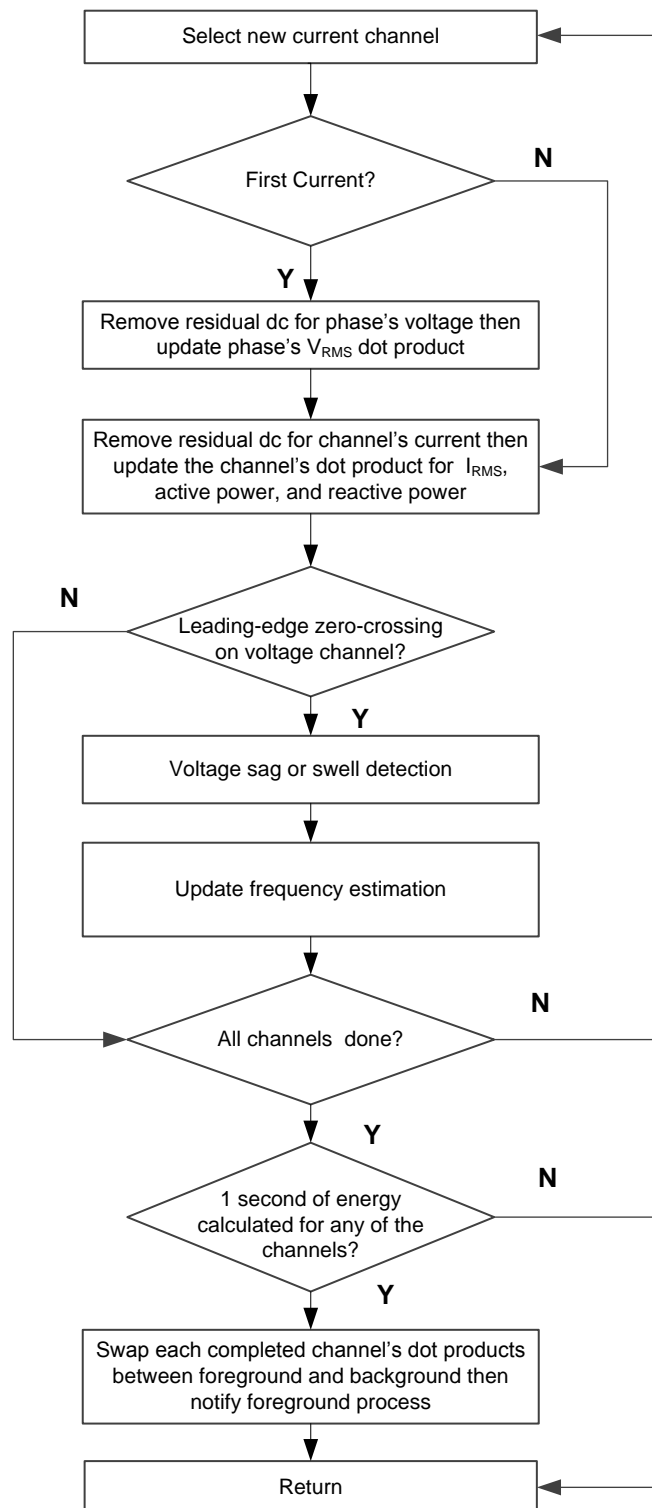 Select new current channel
First Current?
N
Y
Remove residual dc for phase’s voltage then
update phase’s VRMS dot product
Remove residual dc for channel’s current then
update the channel’s dot product for IRMS,
active power, and reactive power
N
Leading-edge zero-crossing
on voltage channel?
Y
Voltage sag or swell detection
Update frequency estimation
N
All channels done?
Y
1 second of energy
calculated for any of the
channels?
N
Y
Swap each completed channel’s dot products
between foreground and background then
notify foreground process
Return